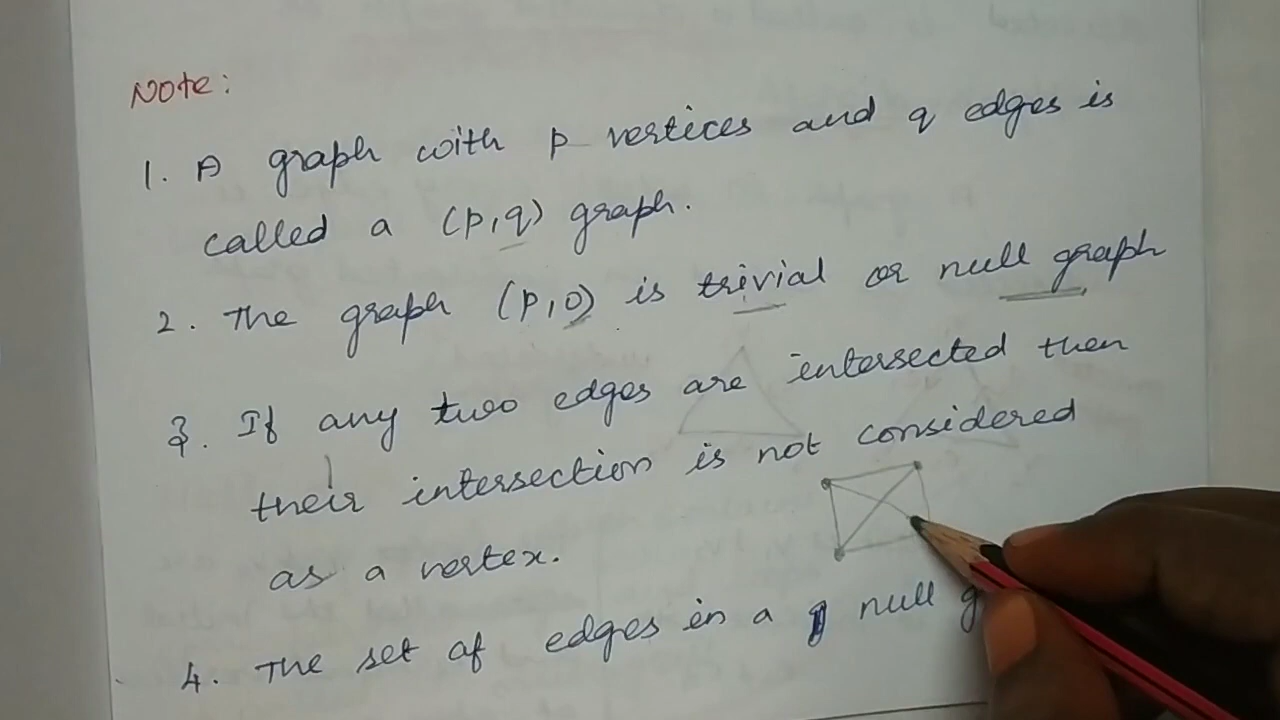 Note:
1. A graph with p vertices and q edges is
called a (p,q) graph.
2. The graph (p,0) is trivial or null graph
3. If any two edges are intersected then
their intersection is not considered
as a vertex.
4. The set of edges in a null